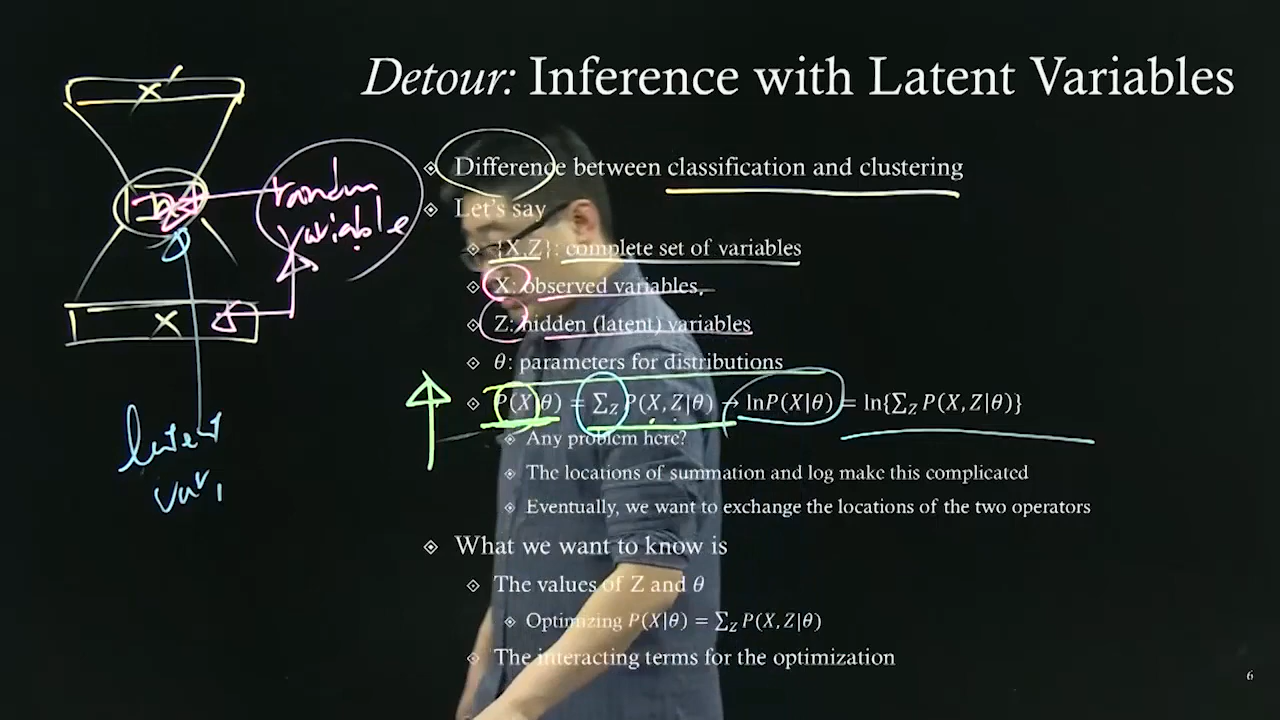 Detour: Inference with Latent Variables
Difference between classification and clustering
Let's say
{X,Z}: complete set of variables
X: observed variables
Z: hidden (latent) variables
θ: parameters for distributions
P(X|θ) = ∑_Z P(X,Z|θ) → lnP(X|θ) = ln{∑_Z P(X,Z|θ)}
Any problem here?
The locations of summation and log make this complicated
Eventually, we want to exchange the locations of the two operators
What we want to know is
The values of Z and θ
Optimizing P(X|θ) = ∑_Z P(X,Z|θ)
The interacting terms for the optimization
6
X'
random
variable
X
latent
var.